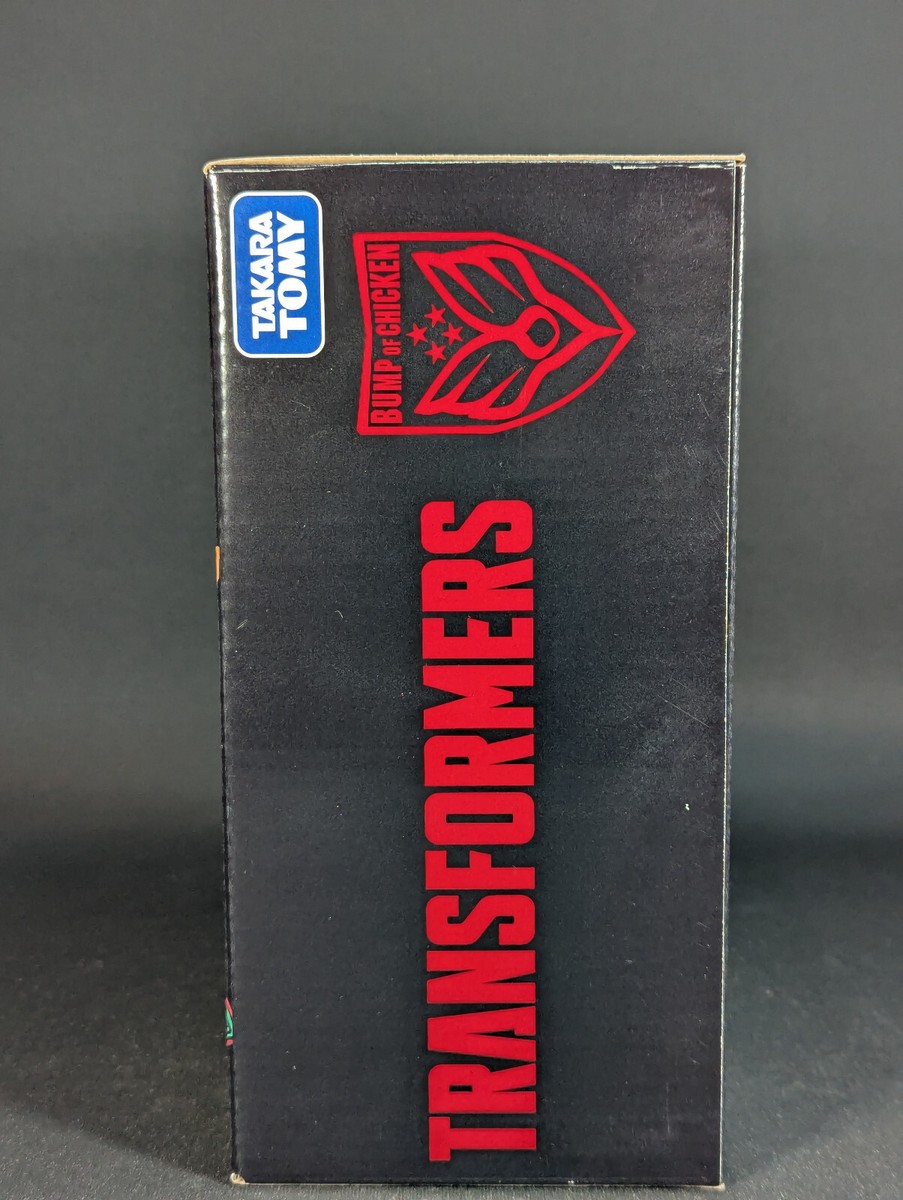 TAKARA
TOMY
BUMP OF CHICKEN
TRANSFORMERS